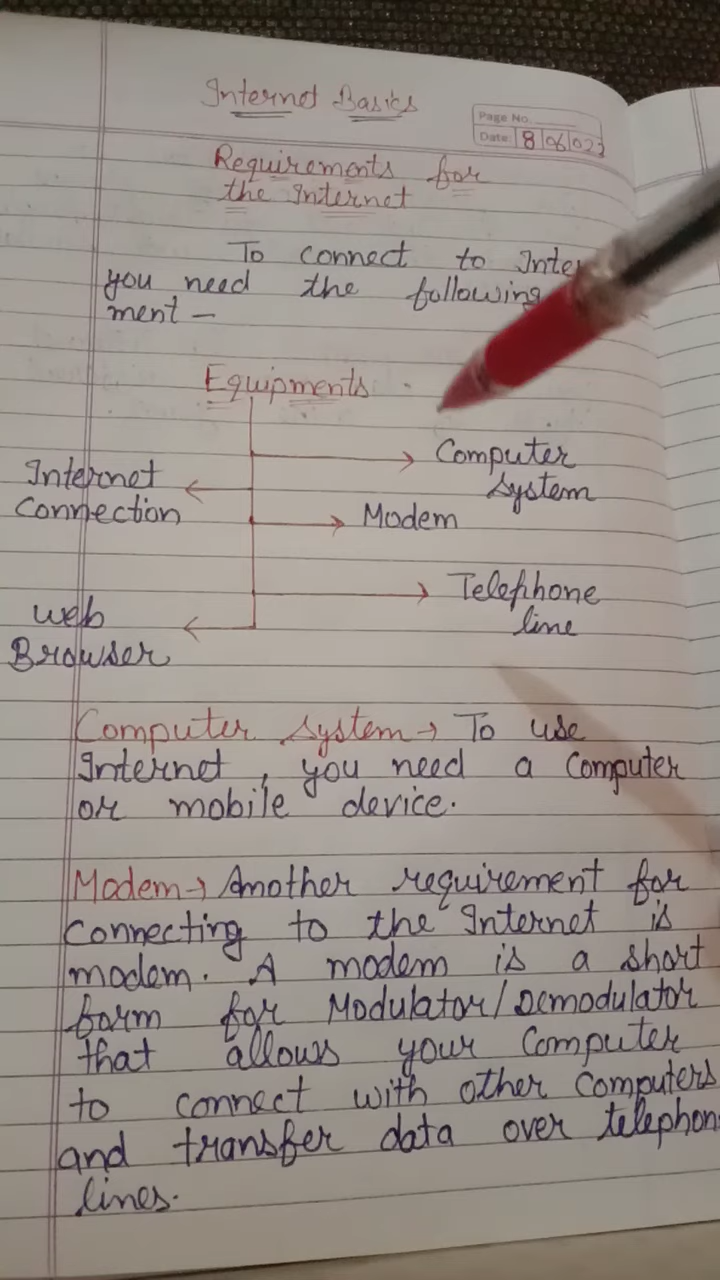 Internet Basics
Page No.
Date 8 06 023
Requirements for
the Internet
To connect to
you need the following
ment –
Equipments
Computer
System
Internet
Connection
Modem
Telephone
line
Web
Browser
Computer System → To use
Internet, you need a Computer
or mobile device.
Modem → Another requirement for
connecting to the Internet is
modem. A modem is a short
form for Modulator/Demodulator
that allows your Computer
to connect with other Computers
and transfer data over telephon
lines.